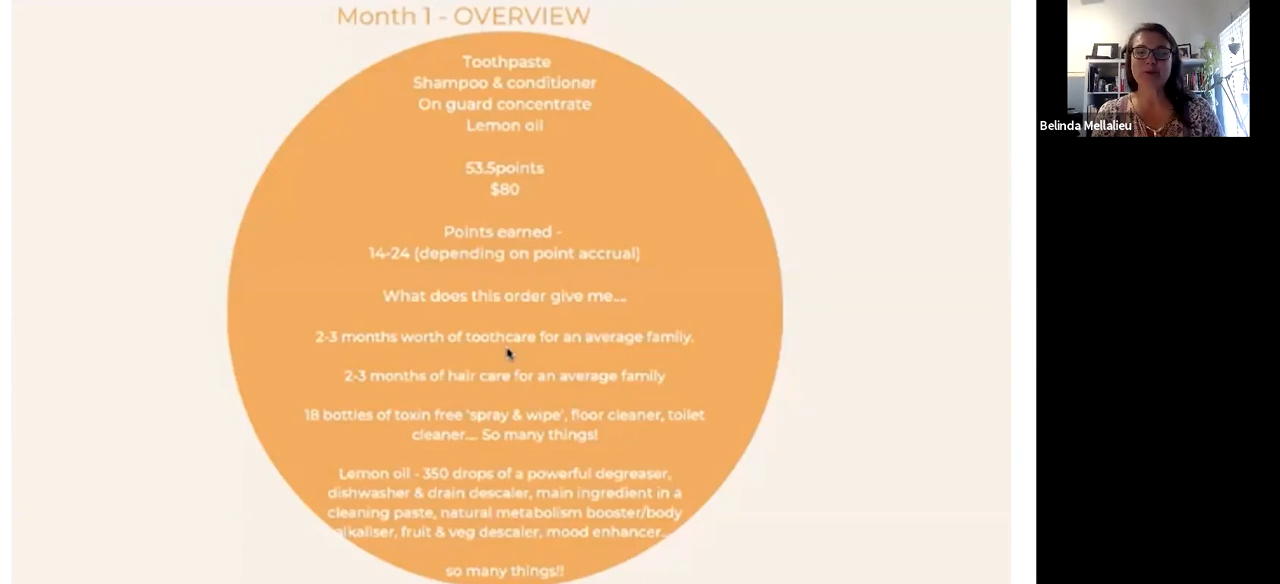 Month 1 - OVERVIEW
Toothpaste
Shampoo & conditioner
On guard concentrate
Lemon oil
53.5points
$80
Points earned -
14-24 (depending on point accrual)
What does this order give me....
2-3 months worth of toothcare for an average family.
2-3 months of hair care for an average family
18 bottles of toxin free 'spray & wipe', floor cleaner, toilet
cleaner.... So many things!
Lemon oil - 350 drops of a powerful degreaser,
dishwasher & drain descaler, main ingredient in a
cleaning paste, natural metabolism booster/body
alkaliser, fruit & veg descaler, mood enhancer....
so many things!!
Belinda Mellalieu